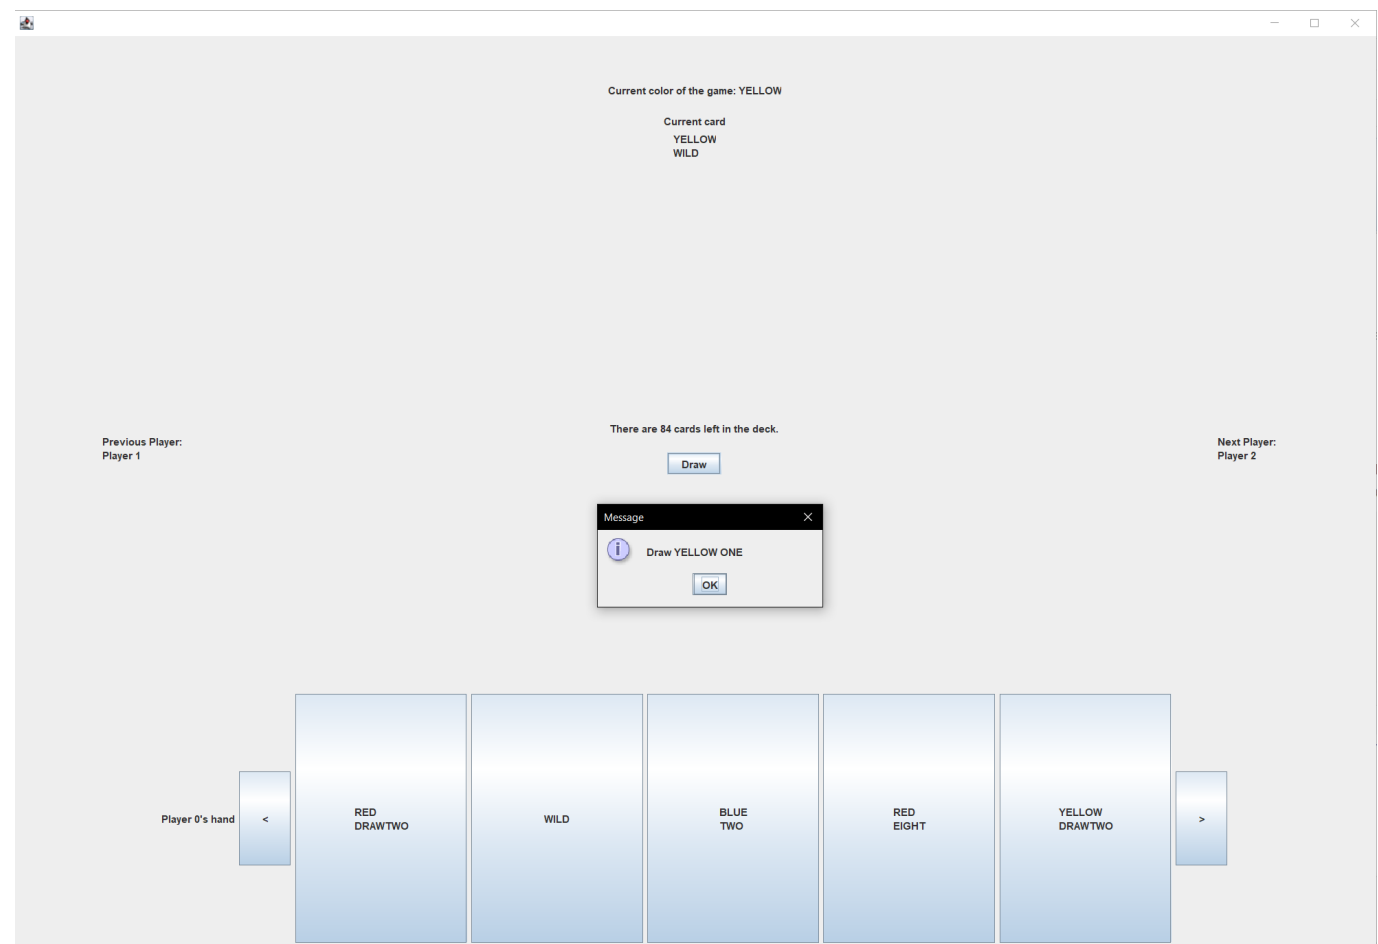 Current color of the game: YELLOW
Current card
YELLOW
WILD
There are 84 cards left in the deck.
Previous Player:
Player 1
Next Player:
Player 2
Draw
Message
Draw YELLOW ONE
OK
Player 0's hand
<
RED
DRAWTWO
WILD
BLUE
TWO
RED
EIGHT
YELLOW
DRAWTWO
>